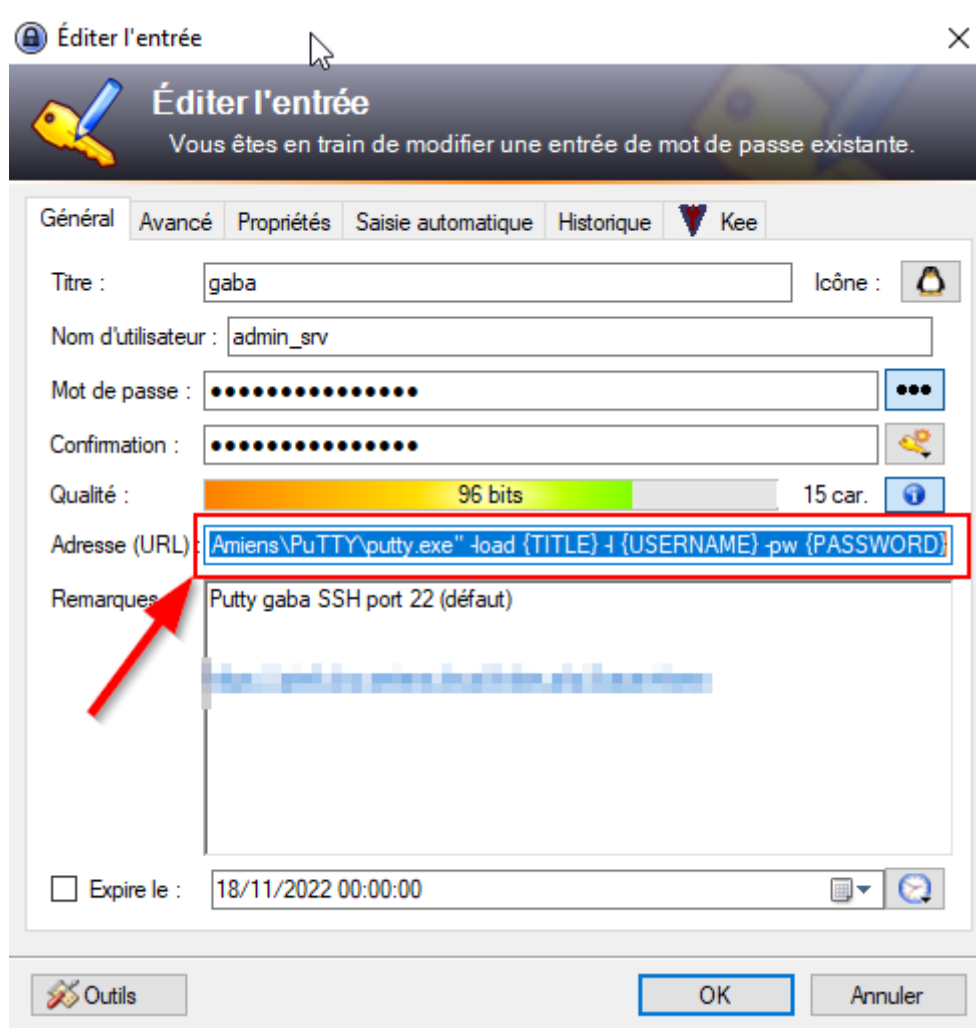 Éditer l'entrée
Éditer l'entrée
Vous êtes en train de modifier une entrée de mot de passe existante.
Général Avancé Propriétés Saisie automatique Historique Kee
Titre : gaba Icône :
Nom d'utilisateur : admin_srv
Mot de passe : ●●●●●●●●●●●●●●● ●●●
Confirmation : ●●●●●●●●●●●●●●●
Qualité : 96 bits 15 car.
Adresse (URL) : Amiens\PuTTY\putty.exe" -load {TITLE} -l {USERNAME} -pw {PASSWORD}
Remarques Putty gaba SSH port 22 (défaut)
Expire le : 18/11/2022 00:00:00
Outils OK Annuler